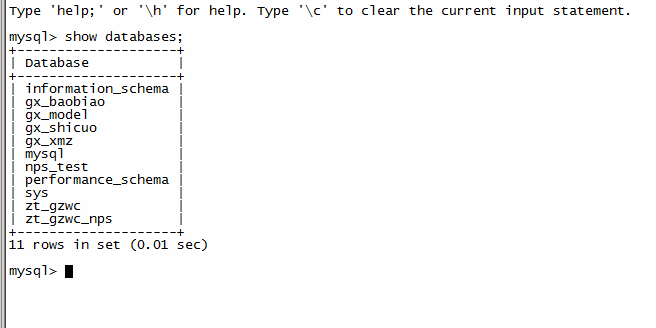 Type 'help;' or '\h' for help. Type '\c' to clear the current input statement.
mysql> show databases;
+--------------------+
| Database           |
+--------------------+
| information_schema |
| gx_baobiao         |
| gx_model           |
| gx_shicuo          |
| gx_xmz             |
| mysql              |
| nps_test           |
| performance_schema |
| sys                |
| zt_gzwc            |
| zt_gzwc_nps        |
+--------------------+
11 rows in set (0.01 sec)
mysql>